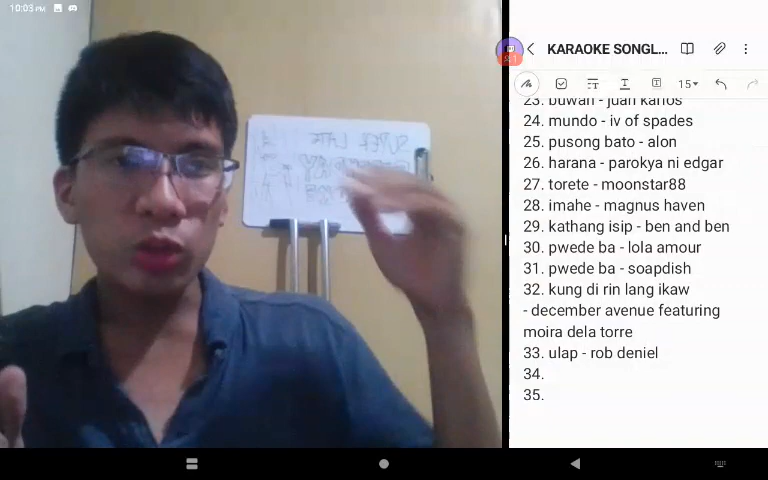 10:03 PM
SUPER LATE
KARAOKE SONGL...
15
23. buwan - juan karlos
24. mundo - iv of spades
25. pusong bato - alon
26. harana - parokya ni edgar
27. torete - moonstar88
28. imahe - magnus haven
29. kathang isip - ben and ben
30. pwede ba - lola amour
31. pwede ba - soapdish
32. kung di rin lang ikaw
- december avenue featuring
moira dela torre
33. ulap - rob deniel
34.
35.